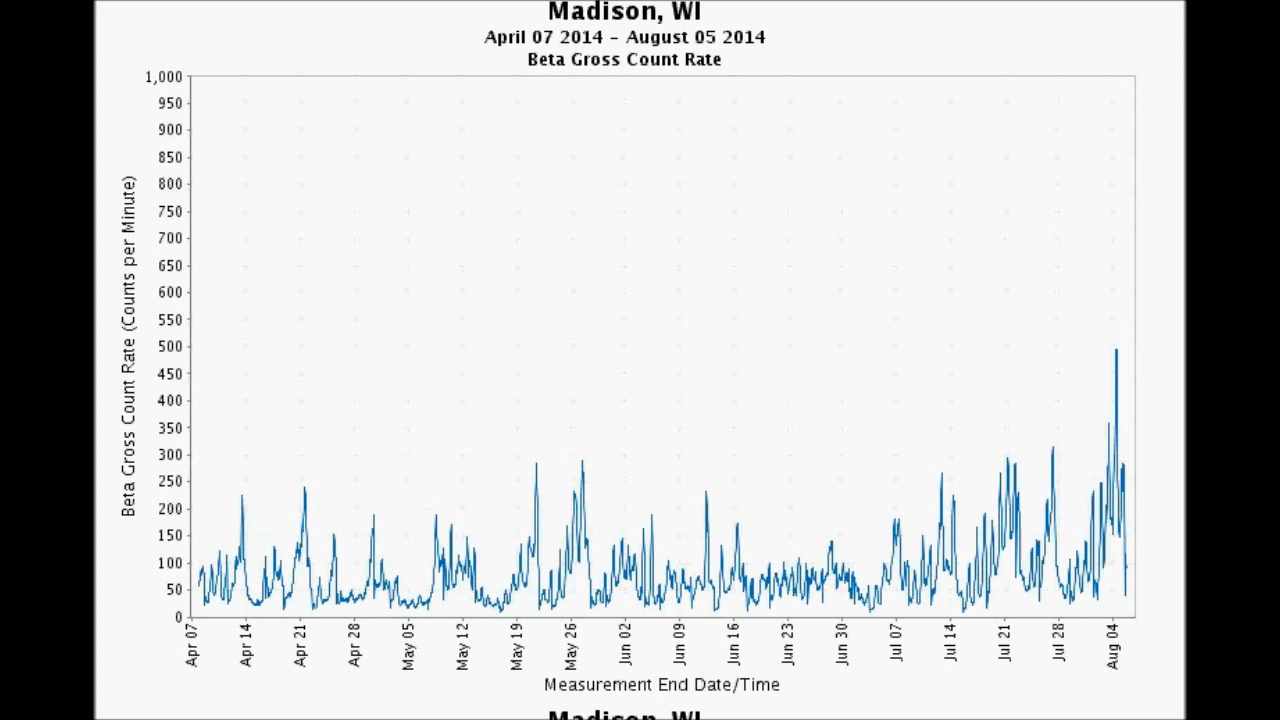 Madison, WI
April 07 2014 - August 05 2014
Beta Gross Count Rate
Beta Gross Count Rate (Counts per Minute)
1,000
950
900
850
800
750
700
650
600
550
500
450
400
350
300
250
200
150
100
50
0
Apr 07
Apr 14
Apr 21
Apr 28
May 05
May 12
May 19
May 26
Jun 02
Jun 09
Jun 16
Jun 23
Jun 30
Jul 07
Jul 14
Jul 21
Jul 28
Aug 04
Measurement End Date/Time
Madison, WI